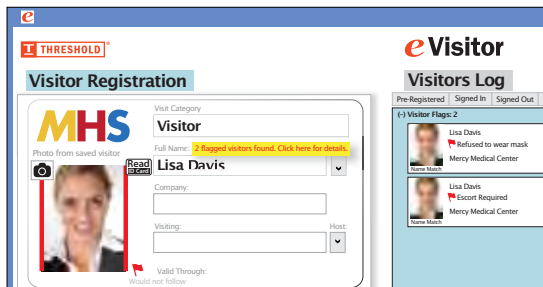 e
THRESHOLD
e Visitor
Visitor Registration
Visitors Log
MHS
Photo from saved visitor
Read
ID Card
Visit Category
Visitor
Full Name: 2 flagged visitors found. Click here for details.
Lisa Davis
Company:
Visiting:
Host:
Valid Through:
Would not follow
Pre-Registered
Signed In
Signed Out
(-) Visitor Flags: 2
Lisa Davis
Refused to wear mask
Mercy Medical Center
Name Match
Lisa Davis
Escort Required
Mercy Medical Center
Name Match